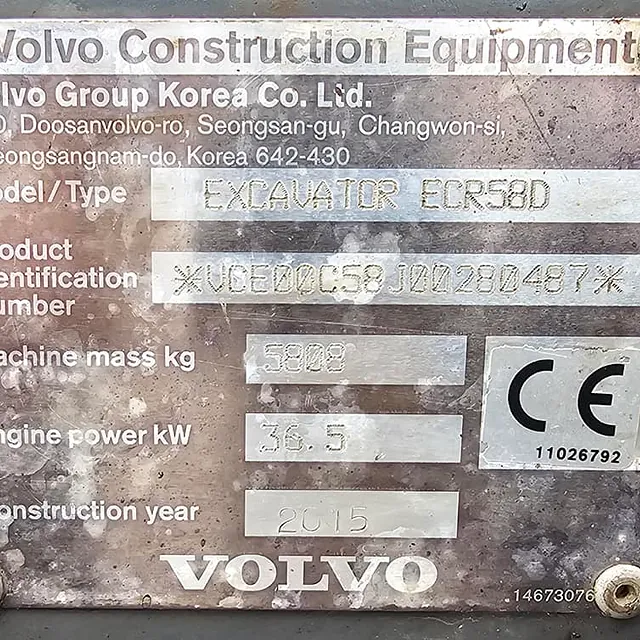 Volvo Construction Equipment
lvo Group Korea Co. Ltd.
0, Doosanvolvo-ro, Seongsan-gu, Changwon-si,
eongsangnam-do, Korea 642-430
odel/Type EXCAVATOR ECR58D
roduct
entification
umber
*VCE00C58J00280487*
achine mass kg 5808
ngine power kW 36.5
CE
11026792
onstruction year 2015
VOLVO
14673076